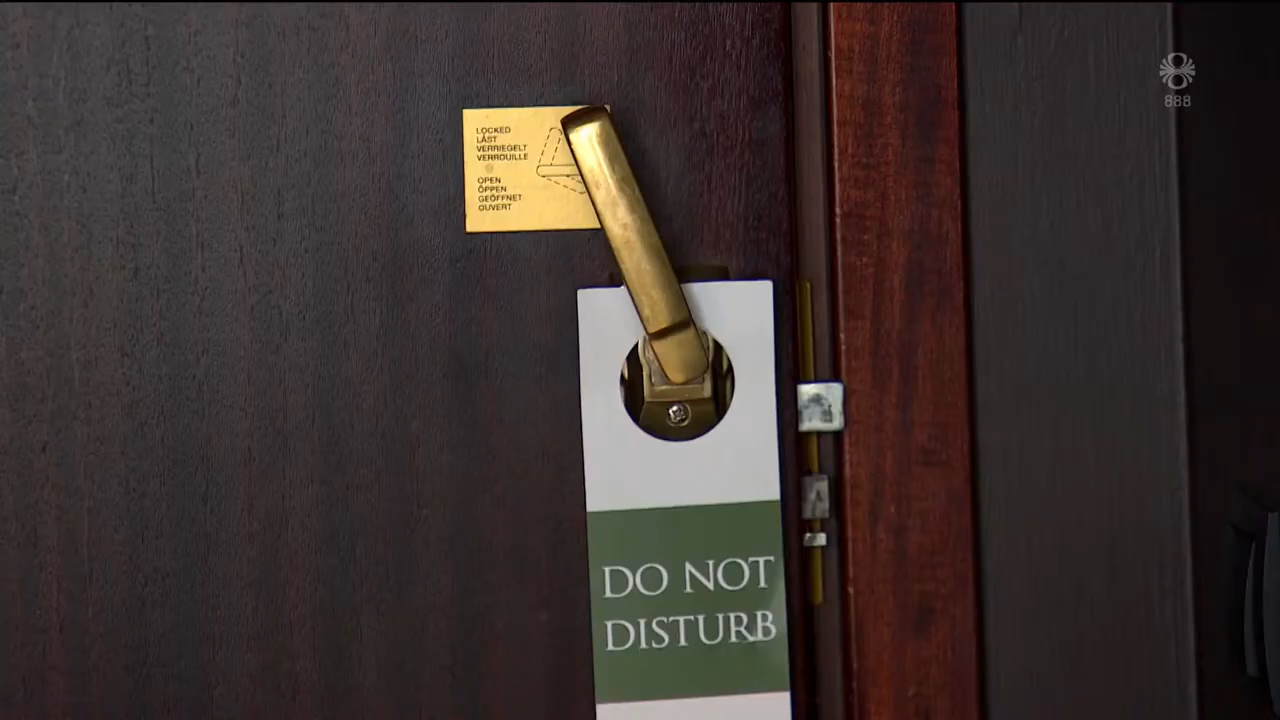 888
LOCKED
LÅST
VERRIEGELT
VERROUILLÉ
OPEN
ÖPPEN
GEÖFFNET
OUVERT
DO NOT
DISTURB